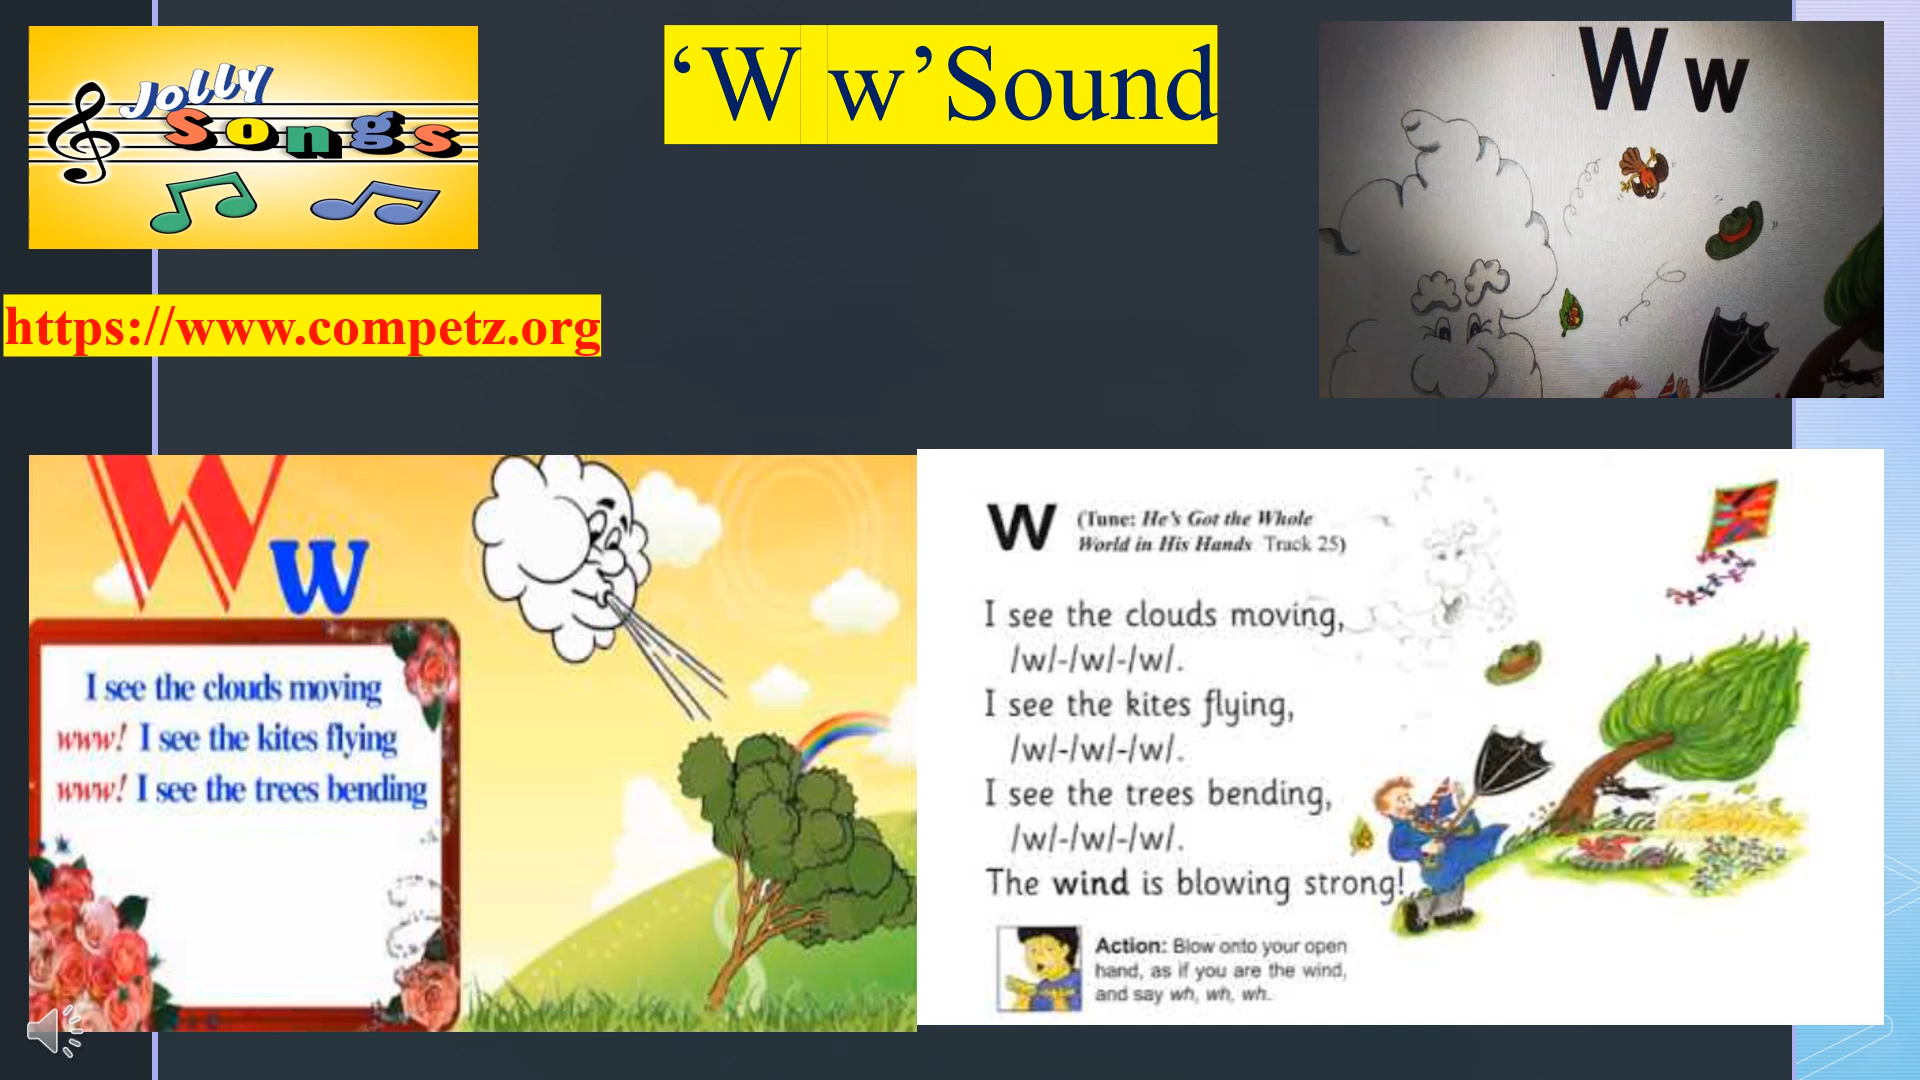 Jolly
Songs
‘W w’Sound
W w
https://www.competz.org
W w
I see the clouds moving
www! I see the kites flying
www! I see the trees bending
w (Tune: He's Got the Whole
World in His Hands Track 25)
I see the clouds moving,
/w/-/w/-/w/.
I see the kites flying,
/w/-/w/-/w/.
I see the trees bending,
/w/-/w/-/w/.
The wind is blowing strong!
Action: Blow onto your open
hand, as if you are the wind,
and say wh, wh, wh.